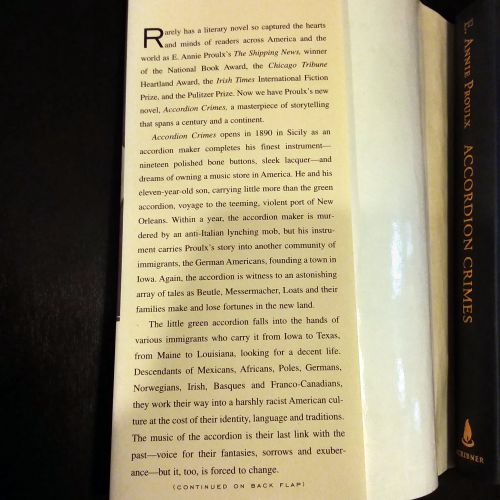 Rarely has a literary novel so captured the hearts
and minds of readers across America and the
world as E. Annie Proulx's The Shipping News, winner
of the National Book Award, the Chicago Tribune
Heartland Award, the Irish Times International Fiction
Prize, and the Pulitzer Prize. Now we have Proulx's new
novel, Accordion Crimes, a masterpiece of storytelling
that spans a century and a continent.
Accordion Crimes opens in 1890 in Sicily as an
accordion maker completes his finest instrument—
nineteen polished bone buttons, sleek lacquer—and
dreams of owning a music store in America. He and his
eleven-year-old son, carrying little more than the green
accordion, voyage to the teeming, violent port of New
Orleans. Within a year, the accordion maker is mur-
dered by an anti-Italian lynching mob, but his instru-
ment carries Proulx's story into another community of
immigrants, the German Americans, founding a town in
Iowa. Again, the accordion is witness to an astonishing
array of tales as Beutle, Messermacher, Loats and their
families make and lose fortunes in the new land.
The little green accordion falls into the hands of
various immigrants who carry it from Iowa to Texas,
from Maine to Louisiana, looking for a decent life.
Descendants of Mexicans, Africans, Poles, Germans,
Norwegians, Irish, Basques and Franco-Canadians,
they work their way into a harshly racist American cul-
ture at the cost of their identity, language and traditions.
The music of the accordion is their last link with the
past—voice for their fantasies, sorrows and exuber-
ance—but it, too, is forced to change.
(CONTINUED ON BACK FLAP)
E. ANNIE PROULX ACCORDION CRIMES
SCRIBNER